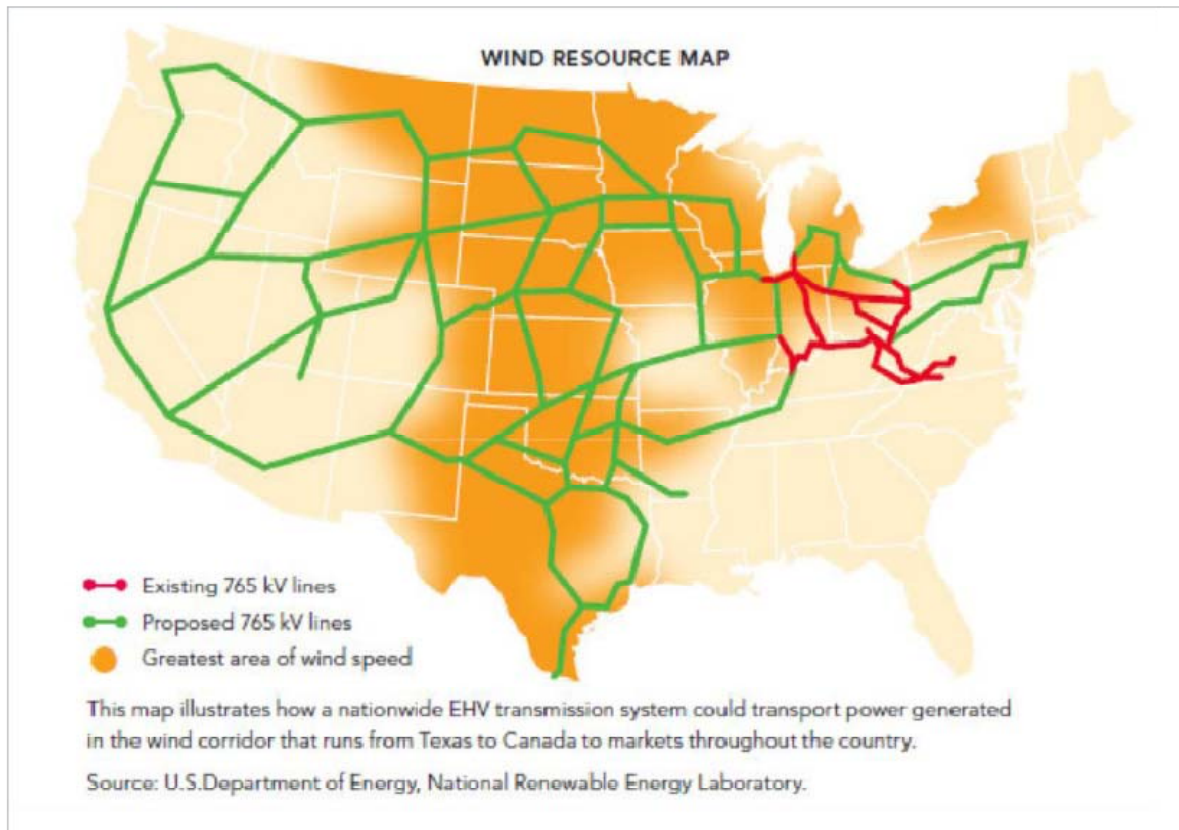 WIND RESOURCE MAP
Existing 765 kV lines
Proposed 765 kV lines
Greatest area of wind speed
This map illustrates how a nationwide EHV transmission system could transport power generated
in the wind corridor that runs from Texas to Canada to markets throughout the country.
Source: U.S.Department of Energy, National Renewable Energy Laboratory.